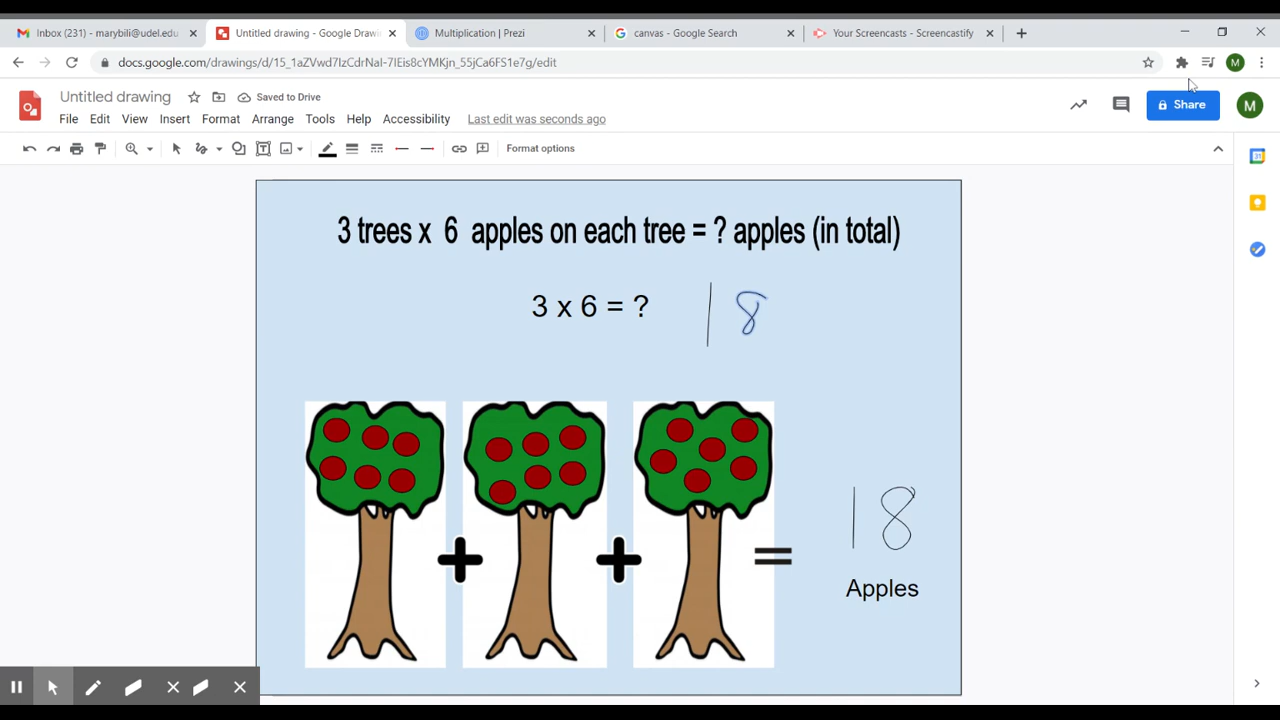 Inbox (231) - marybili@udel.edu
Untitled drawing - Google Drawi
Multiplication | Prezi
canvas - Google Search
Your Screencasts - Screencastify
docs.google.com/drawings/d/15_1aZVwd7IzCdrNaI-7IEis8cYMKjn_55jCa6FS1e7g/edit
M
Untitled drawing
Saved to Drive
File Edit View Insert Format Arrange Tools Help Accessibility
Last edit was seconds ago
Share
M
Format options
31
3 trees x 6 apples on each tree = ? apples (in total)
3 x 6 = ? 18
+ + = 18
Apples